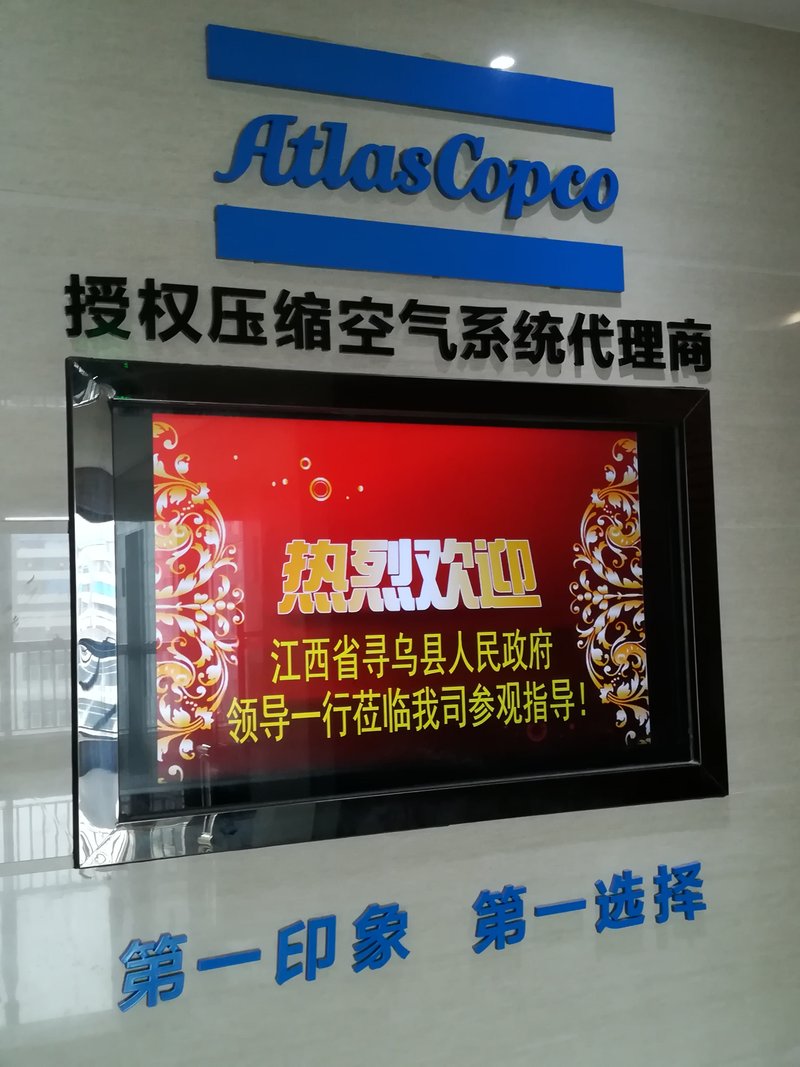 AtlasCopco
授权压缩空气系统代理商
热烈欢迎
江西省寻乌县人民政府
领导一行莅临我司参观指导!
第一印象 第一选择